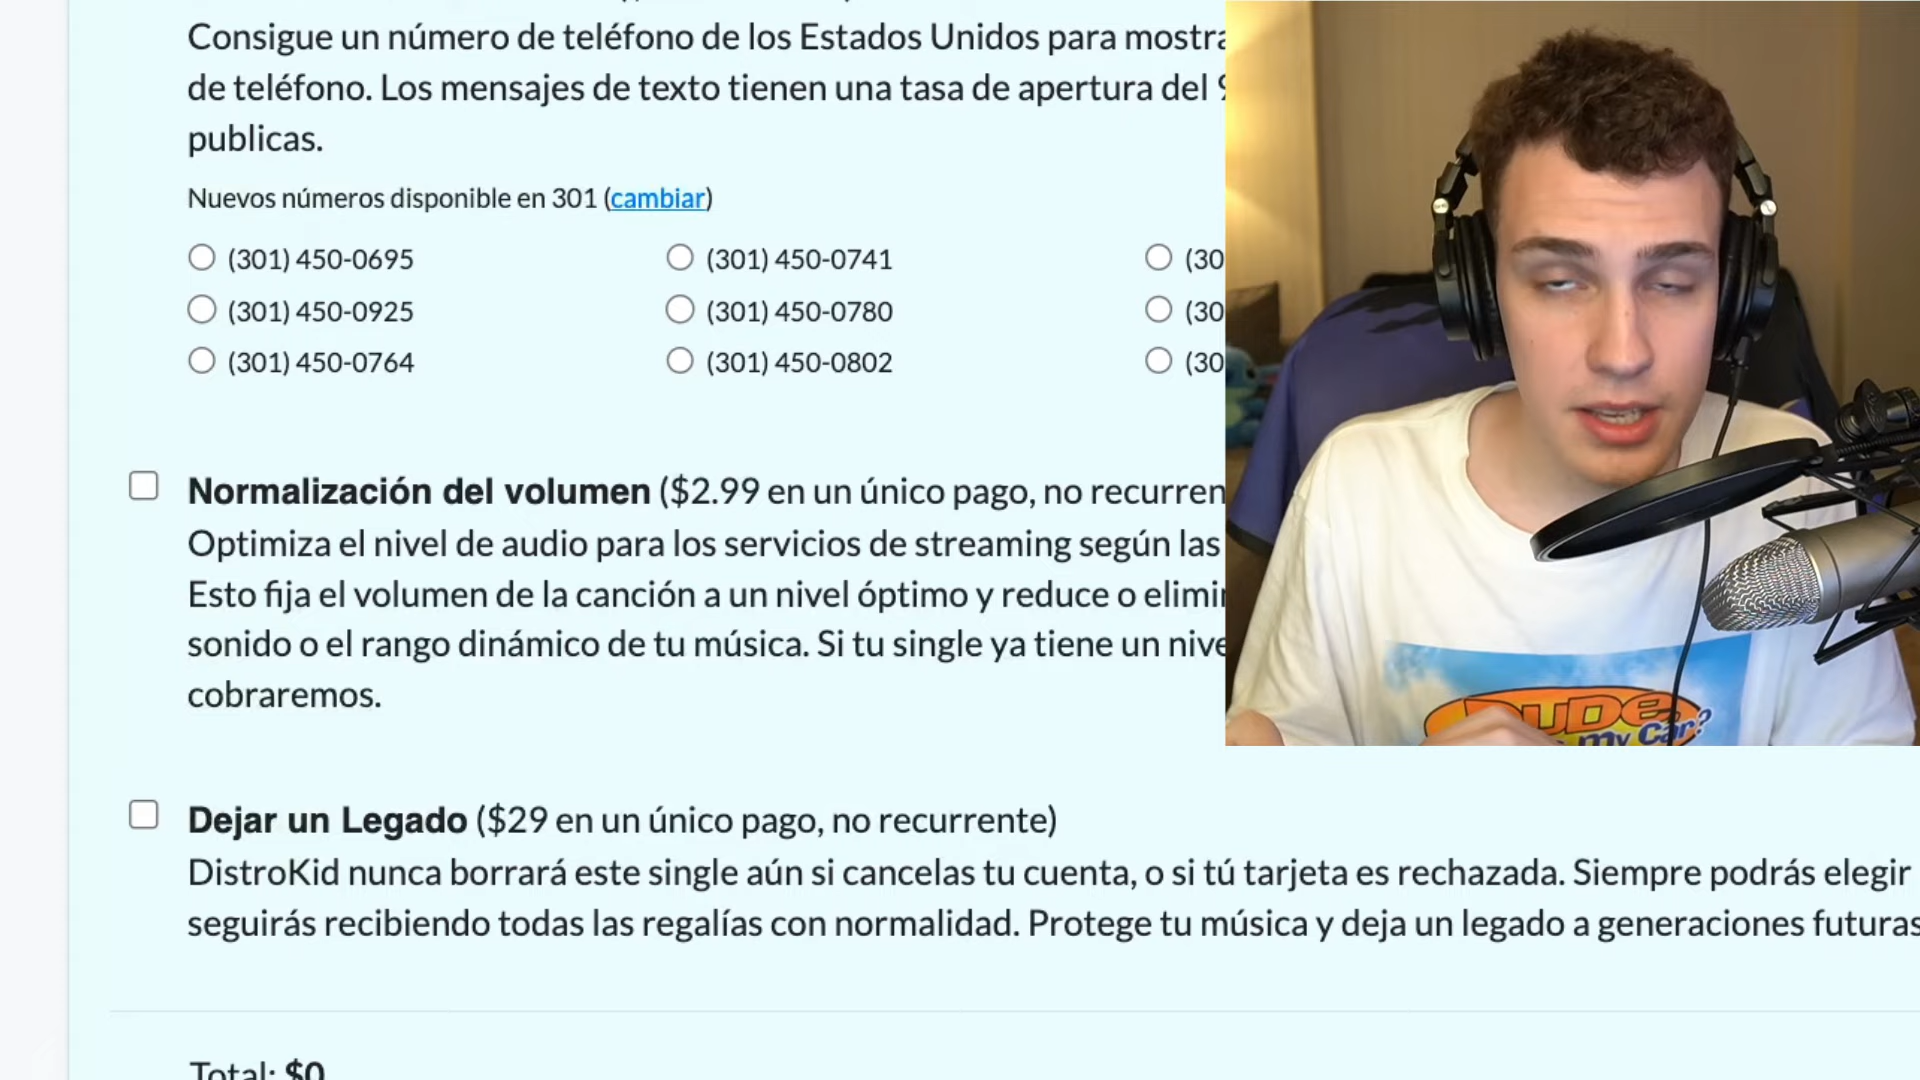 Consigue un número de teléfono de los Estados Unidos para
de teléfono. Los mensajes de texto tienen una tasa de apertura del
publicas.
Nuevos números disponible en 301 (cambiar)
(301) 450-0695 (301) 450-0741 (30
(301) 450-0925 (301) 450-0780 (30
(301) 450-0764 (301) 450-0802 (30
Normalización del volumen ($2.99 en un único pago, no
Optimiza el nivel de audio para los servicios de streaming según las
Esto fija el volumen de la canción a un nivel óptimo y reduce o
sonido o el rango dinámico de tu música. Si tu single ya tiene un
cobraremos.
Dejar un Legado ($29 en un único pago, no recurrente)
DistroKid nunca borrará este single aún si cancelas tu cuenta, o si tú tarjeta es rechazada. Siempre podrás elegir
seguirás recibiendo todas las regalías con normalidad. Protege tu música y deja un legado a generaciones futuras
Total: $0
DUDE
my Car?